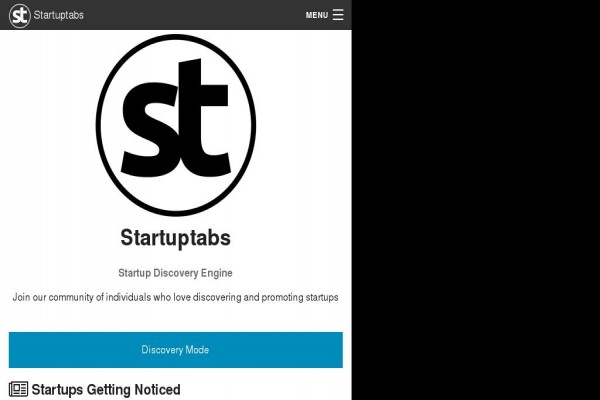 st Startuptabs MENU
st
Startuptabs
Startup Discovery Engine
Join our community of individuals who love discovering and promoting startups
Discovery Mode
Startups Getting Noticed